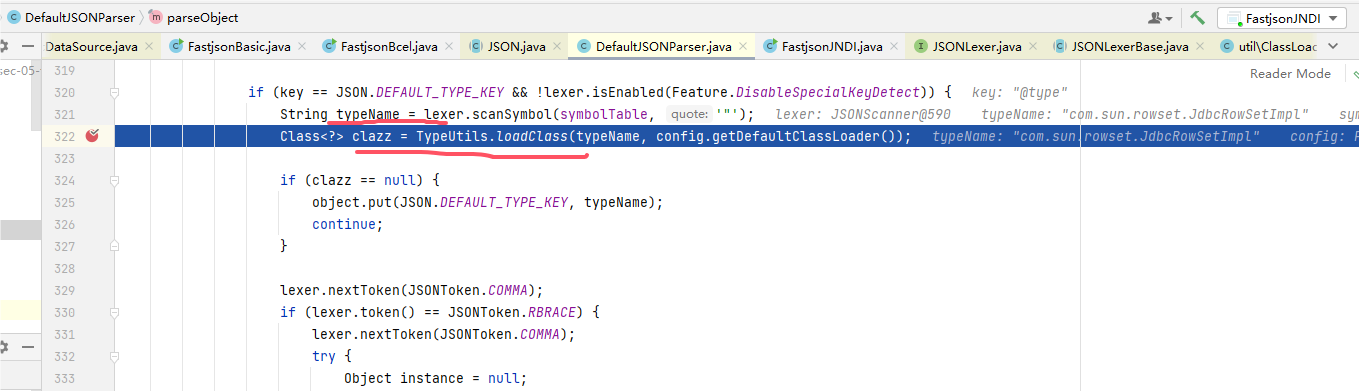 DefaultJSONParser parseObject FastjsonJNDI
DataSource.java FastjsonBasic.java FastjsonBcel.java JSON.java DefaultJSONParser.java FastjsonJNDI.java JSONLexer.java JSONLexerBase.java util\ClassLoa
sec-05-
Reader Mode
319
320 if (key == JSON.DEFAULT_TYPE_KEY && !lexer.isEnabled(Feature.DisableSpecialKeyDetect)) { key: "@type"
321 String typeName = lexer.scanSymbol(symbolTable, quote: '"'); lexer: JSONScanner@590 typeName: "com.sun.rowset.JdbcRowSetImpl" sym
322 Class<?> clazz = TypeUtils.loadClass(typeName, config.getDefaultClassLoader()); typeName: "com.sun.rowset.JdbcRowSetImpl" config: P
323
324 if (clazz == null) {
325 object.put(JSON.DEFAULT_TYPE_KEY, typeName);
326 continue;
327 }
328
329 lexer.nextToken(JSONToken.COMMA);
330 if (lexer.token() == JSONToken.RBRACE) {
331 lexer.nextToken(JSONToken.COMMA);
332 try {
333 Object instance = null;